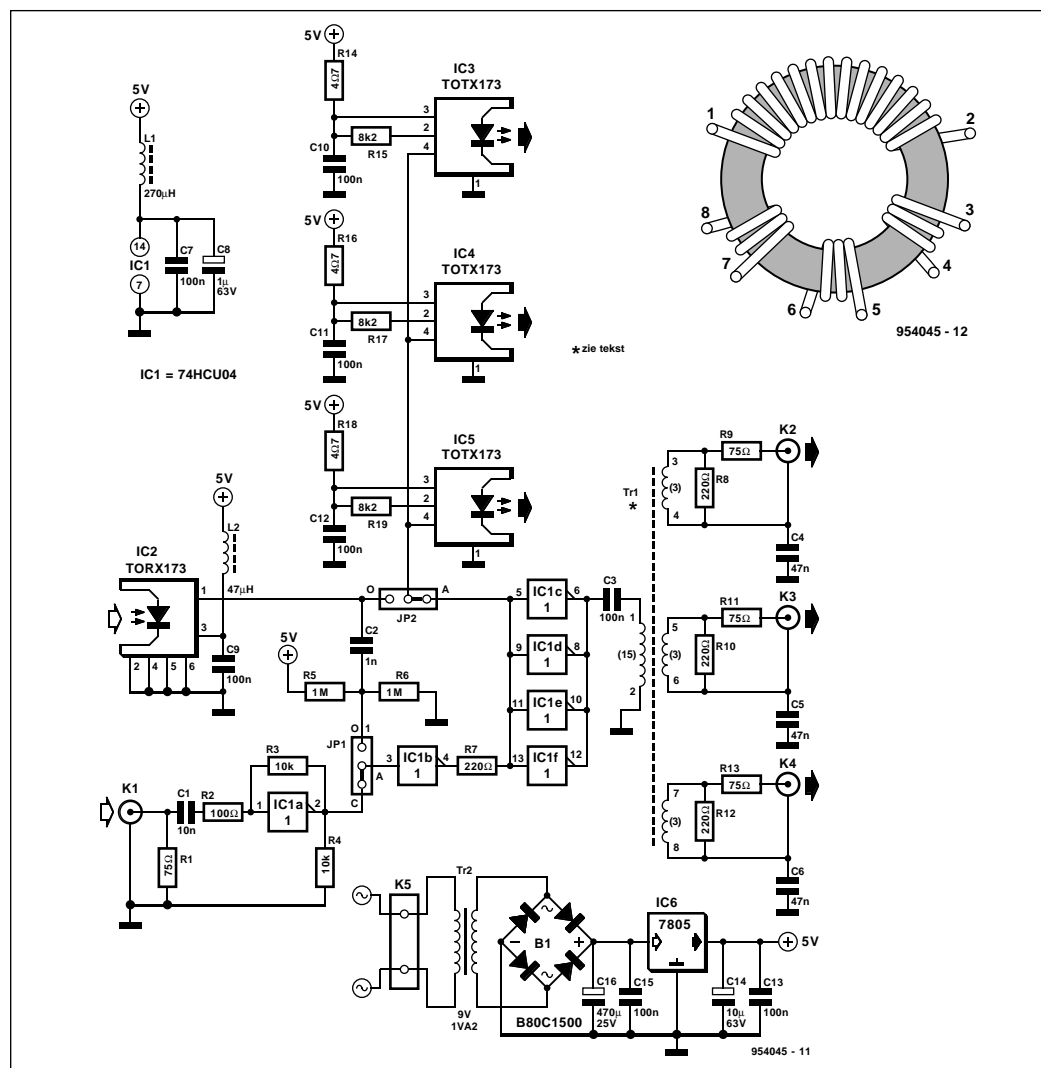 5V
L1
270µH
14
IC1
7
C7
100n
C8
1µ
63V
IC1 = 74HCU04
5V
R14
4Ω7
C10
100n
8k2
R15
IC3
TOTX173
3
2
4
1
5V
R16
4Ω7
C11
100n
8k2
R17
IC4
TOTX173
3
2
4
1
5V
R18
4Ω7
C12
100n
8k2
R19
IC5
TOTX173
3
2
4
1
*zie tekst
1
2
3
4
5
6
7
8
954045 - 12
5V
L2
47µH
IC2
TORX173
1
3
2 4 5 6
C9
100n
O
A
JP2
C2
1n
5V
R5
1M
R6
1M
O
1
JP1
A
C
3
IC1b
1
4
R7
220Ω
5
IC1c
1
6
9
IC1d
1
8
11
IC1e
1
10
13
IC1f
1
12
C3
100n
1
(15)
2
Tr1
*
3
(3)
4
R9
75Ω
220Ω
R8
K2
C4
47n
5
(3)
6
R11
75Ω
220Ω
R10
K3
C5
47n
7
(3)
8
R13
75Ω
220Ω
R12
K4
C6
47n
K1
C1
10n
R2
100Ω
R3
10k
1
IC1a
1
2
75Ω
R1
R4
10k
K5
Tr2
9V
1VA2
B1
B80C1500
C16
470µ
25V
C15
100n
IC6
7805
C14
10µ
63V
C13
100n
5V
954045 - 11